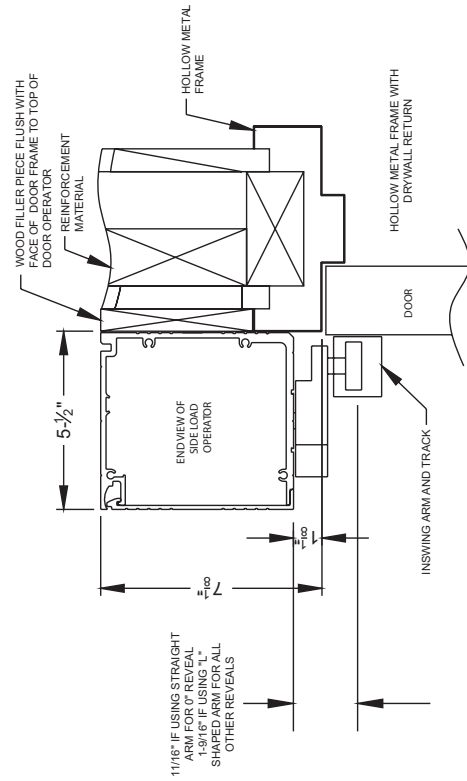 WOOD FILLER PIECE FLUSH WITH
FACE OF DOOR FRAME TO TOP OF
DOOR OPERATOR
REINFORCEMENT
MATERIAL
HOLLOW METAL
FRAME
5-½"
END VIEW OF
SIDE LOAD
OPERATOR
HOLLOW METAL FRAME WITH
DRYWALL RETURN
DOOR
7⅛"
1⅛"
INSWING ARM AND TRACK
11/16" IF USING STRAIGHT
ARM FOR 0" REVEAL
1-9/16" IF USING "L"
SHAPED ARM FOR ALL
OTHER REVEALS